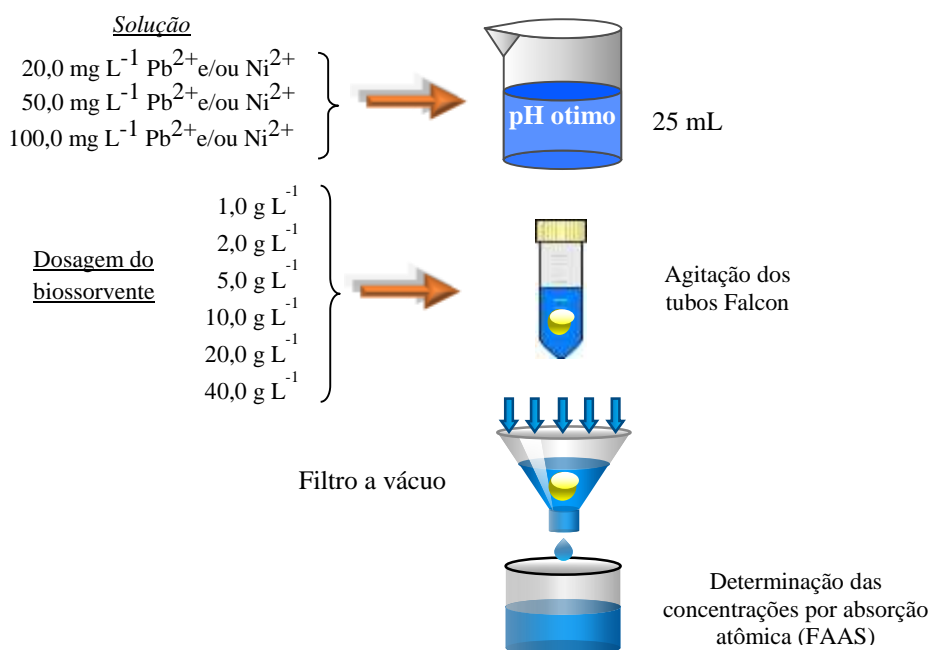 Solução
20,0 mg L-1 Pb2+e/ou Ni2+
50,0 mg L-1 Pb2+e/ou Ni2+
100,0 mg L-1 Pb2+e/ou Ni2+
pH otimo
25 mL
Dosagem do
biossorvente
1,0 g L-1
2,0 g L-1
5,0 g L-1
10,0 g L-1
20,0 g L-1
40,0 g L-1
Agitação dos
tubos Falcon
Filtro a vácuo
Determinação das
concentrações por absorção
atômica (FAAS)